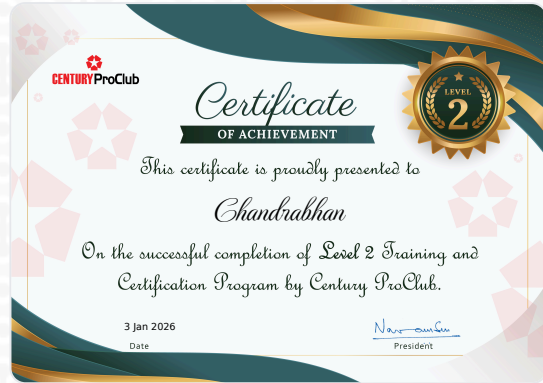 CENTURY ProClub
Certificate
OF ACHIEVEMENT
LEVEL
2
This certificate is proudly presented to
Chandrabhan
On the successful completion of Level 2 Training and
Certification Program by Century ProClub.
3 Jan 2026
Date
President